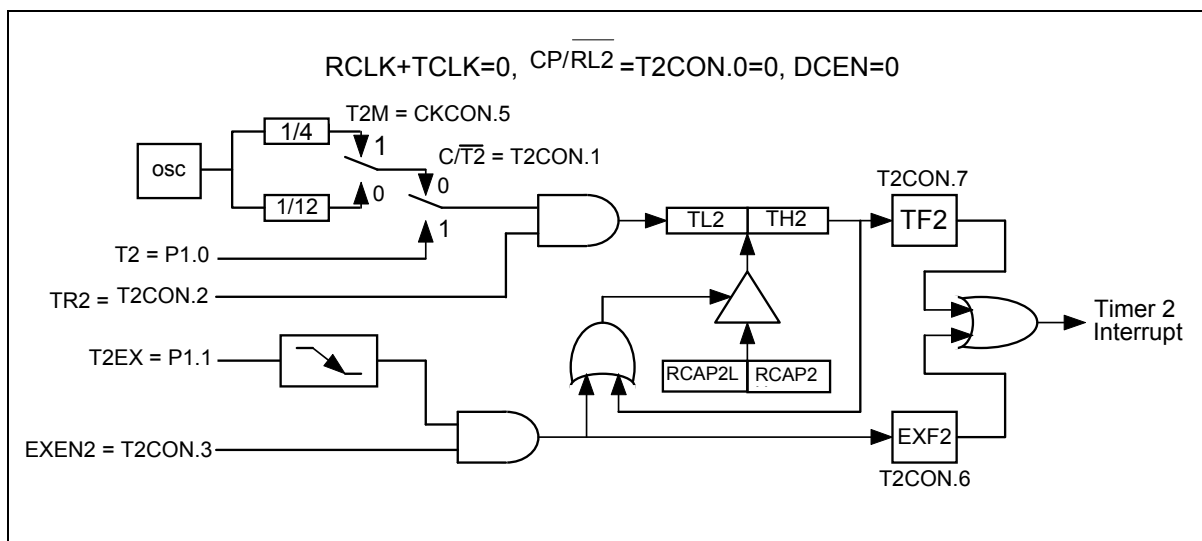 RCLK+TCLK=0, CP/RL2 =T2CON.0=0, DCEN=0
T2M = CKCON.5
1/4
1
C/T2 = T2CON.1
osc
0
0
T2CON.7
1/12
TL2
TH2
TF2
1
T2 = P1.0
TR2 = T2CON.2
Timer 2
Interrupt
T2EX = P1.1
RCAP2L
RCAP2
EXEN2 = T2CON.3
EXF2
T2CON.6